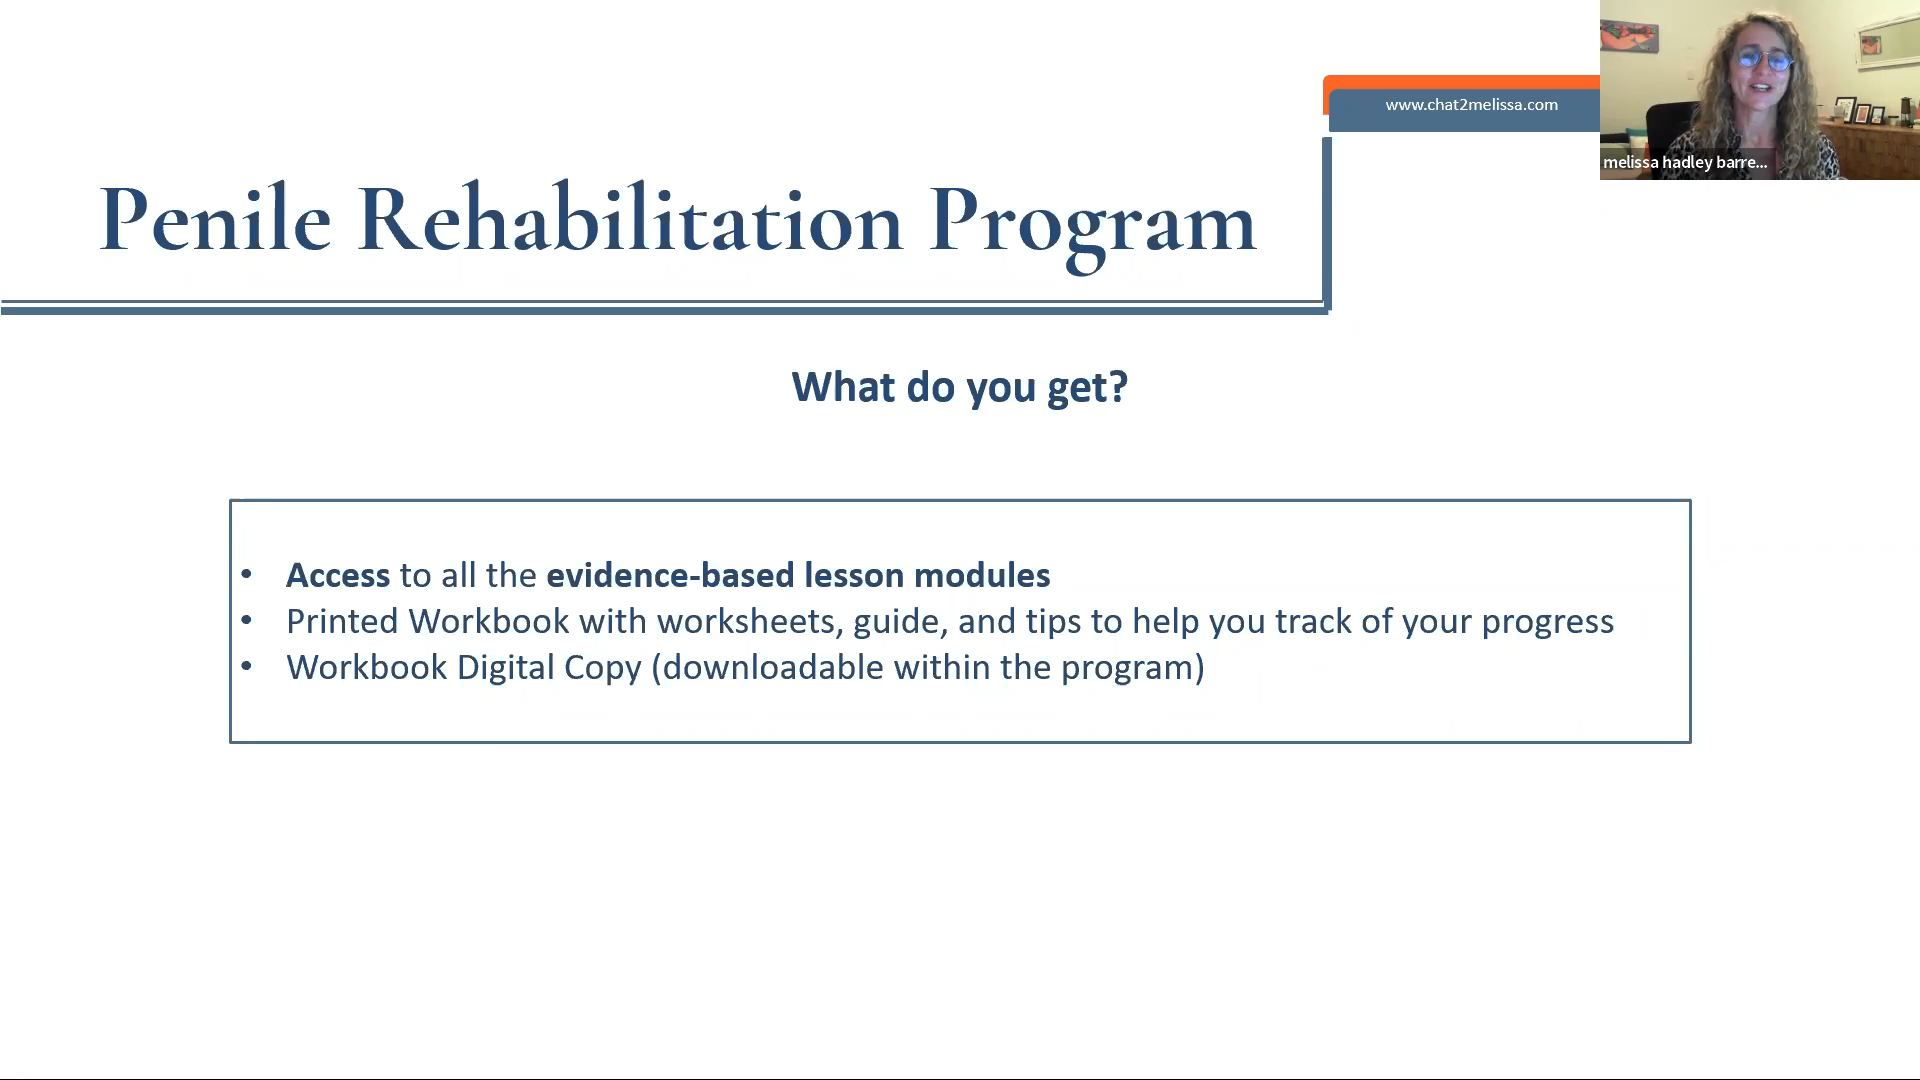 www.chat2melissa.com
melissa hadley barre...
Penile Rehabilitation Program
What do you get?
• Access to all the evidence-based lesson modules
• Printed Workbook with worksheets, guide, and tips to help you track of your progress
• Workbook Digital Copy (downloadable within the program)